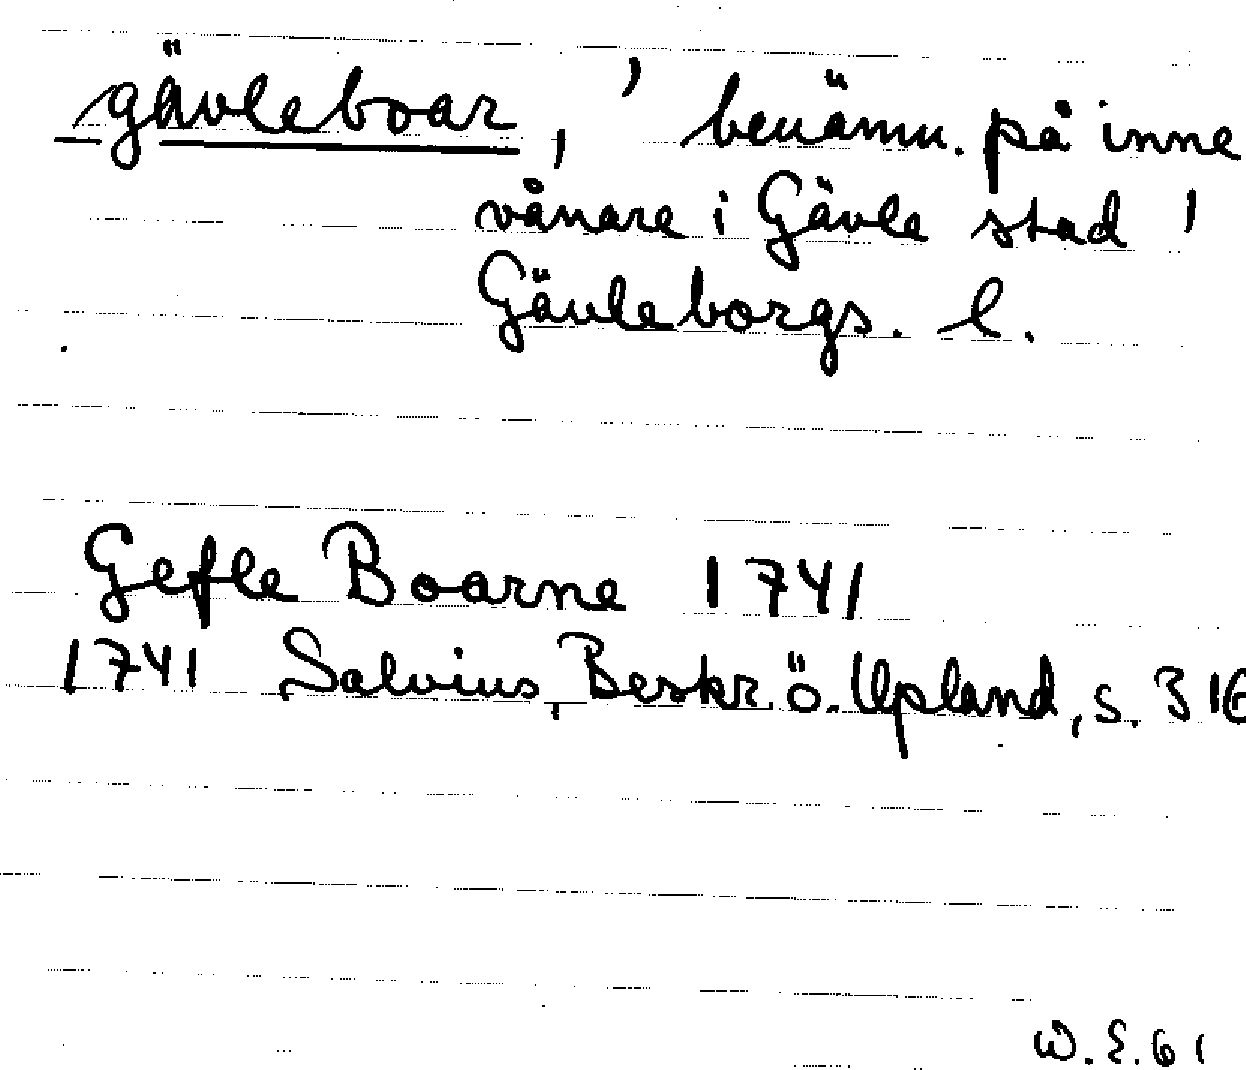 gävleboar, 'benämn. på inne
vånare i Gävle stad'
Gävleborgs. l.
Gefle Boarne 1741
1741 Salvius, Beskr. ö. Upland, s. 316
W. E. 61